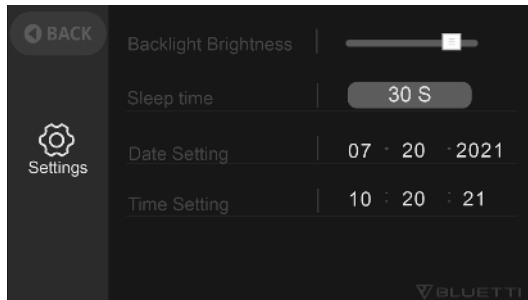 BACK
Backlight Brightness
Sleep time 30 S
Settings
Date Setting 07 - 20 - 2021
Time Setting 10 : 20 : 21
BLUETTI